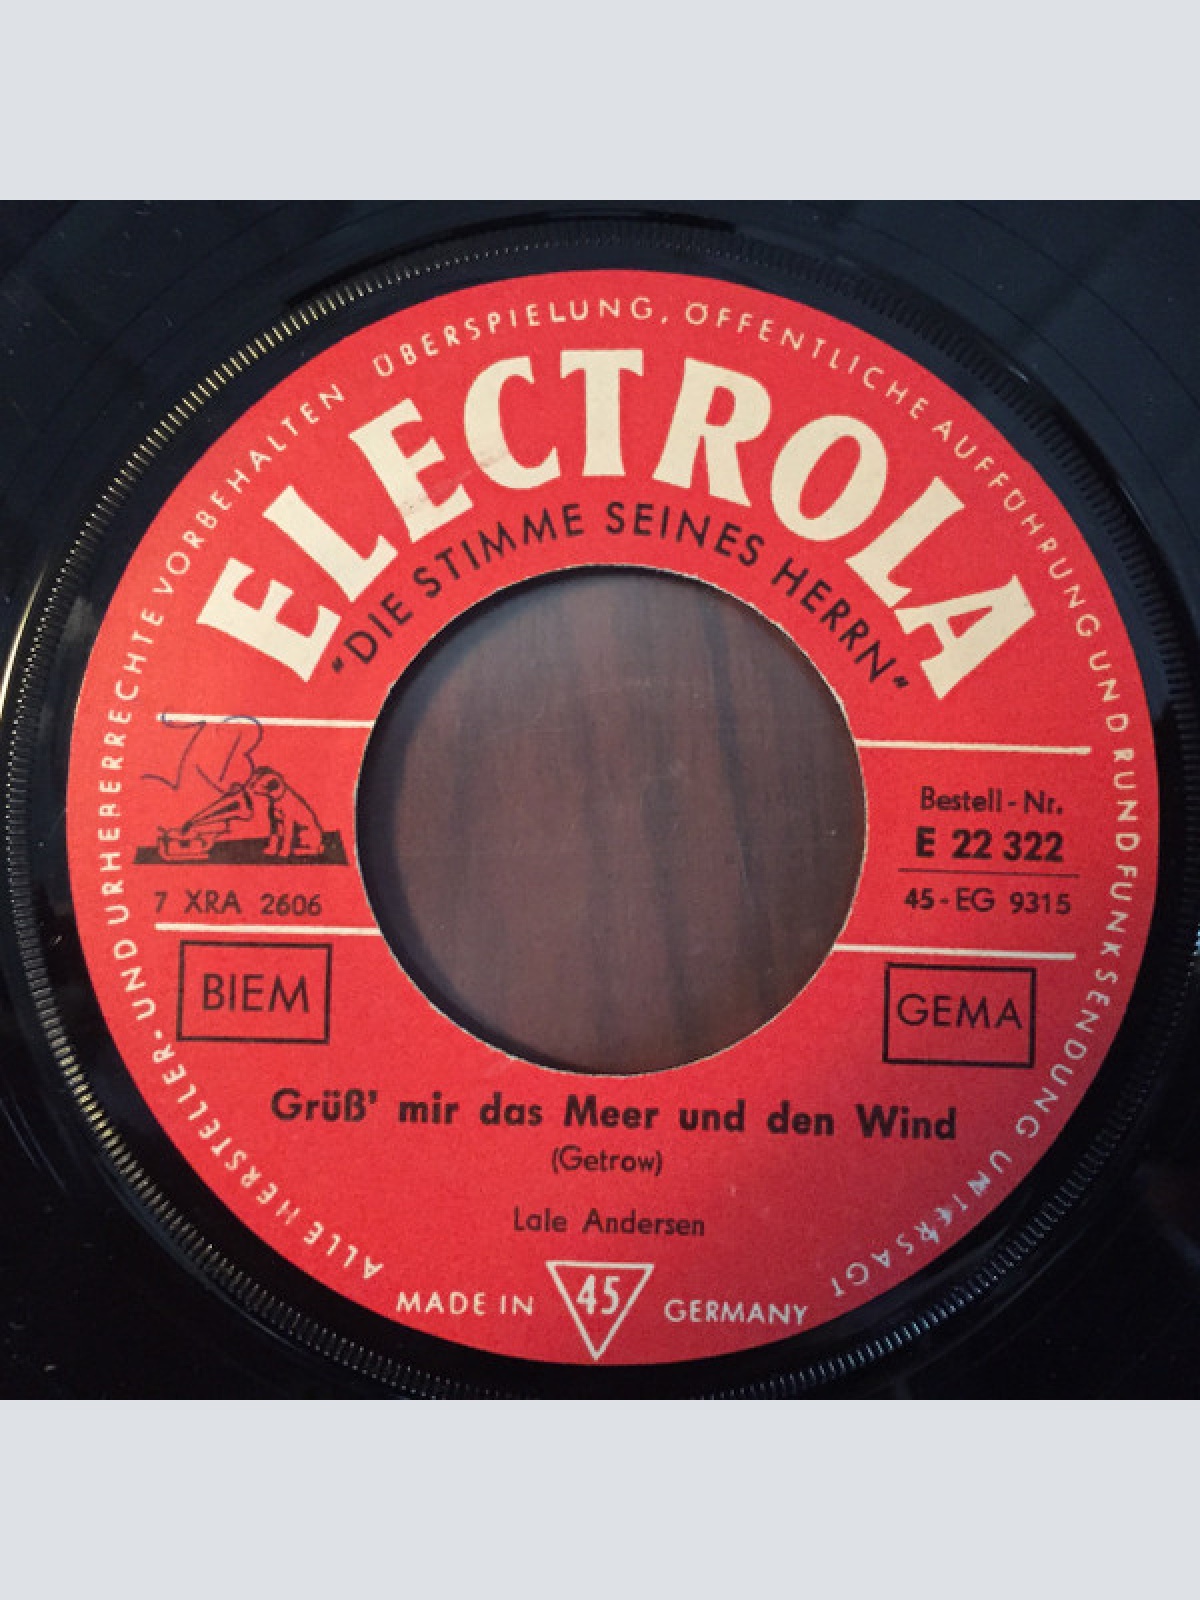 ALLE HERSTELLER- UND URHEBERRECHTE VORBEHALTEN ÜBERSPIELUNG, ÖFFENTLICHE AUFFÜHRUNG UND RUNDFUNKSENDUNG UNTERSAGT
ELECTROLA
"DIE STIMME SEINES HERRN"
7 XRA 2606
BIEM
Bestell-Nr.
E 22 322
45-EG 9315
GEMA
Grüß' mir das Meer und den Wind
(Getrow)
Lale Andersen
MADE IN 45 GERMANY